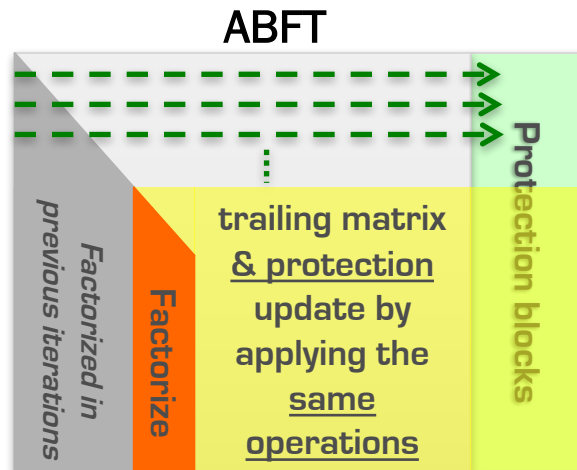 ABFT
Factorized in
previous iterations
Factorize
trailing matrix
& protection
update by
applying the
same
operations
Protection blocks